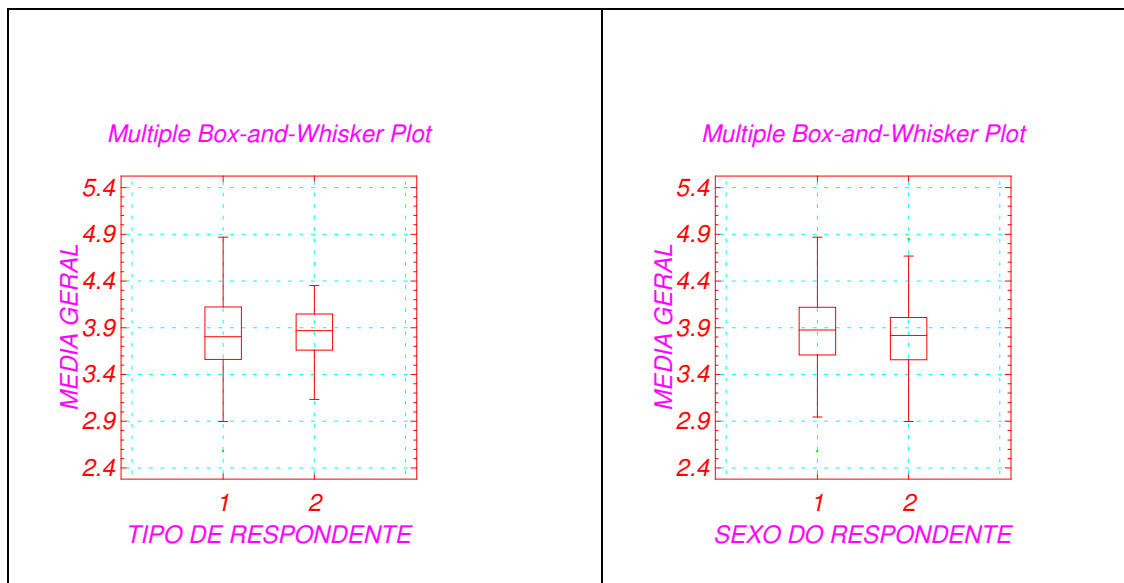 Multiple Box-and-Whisker Plot
5.4
4.9
4.4
3.9
3.4
2.9
2.4
MEDIA GERAL
1 2
TIPO DE RESPONDENTE
Multiple Box-and-Whisker Plot
5.4
4.9
4.4
3.9
3.4
2.9
2.4
MEDIA GERAL
1 2
SEXO DO RESPONDENTE